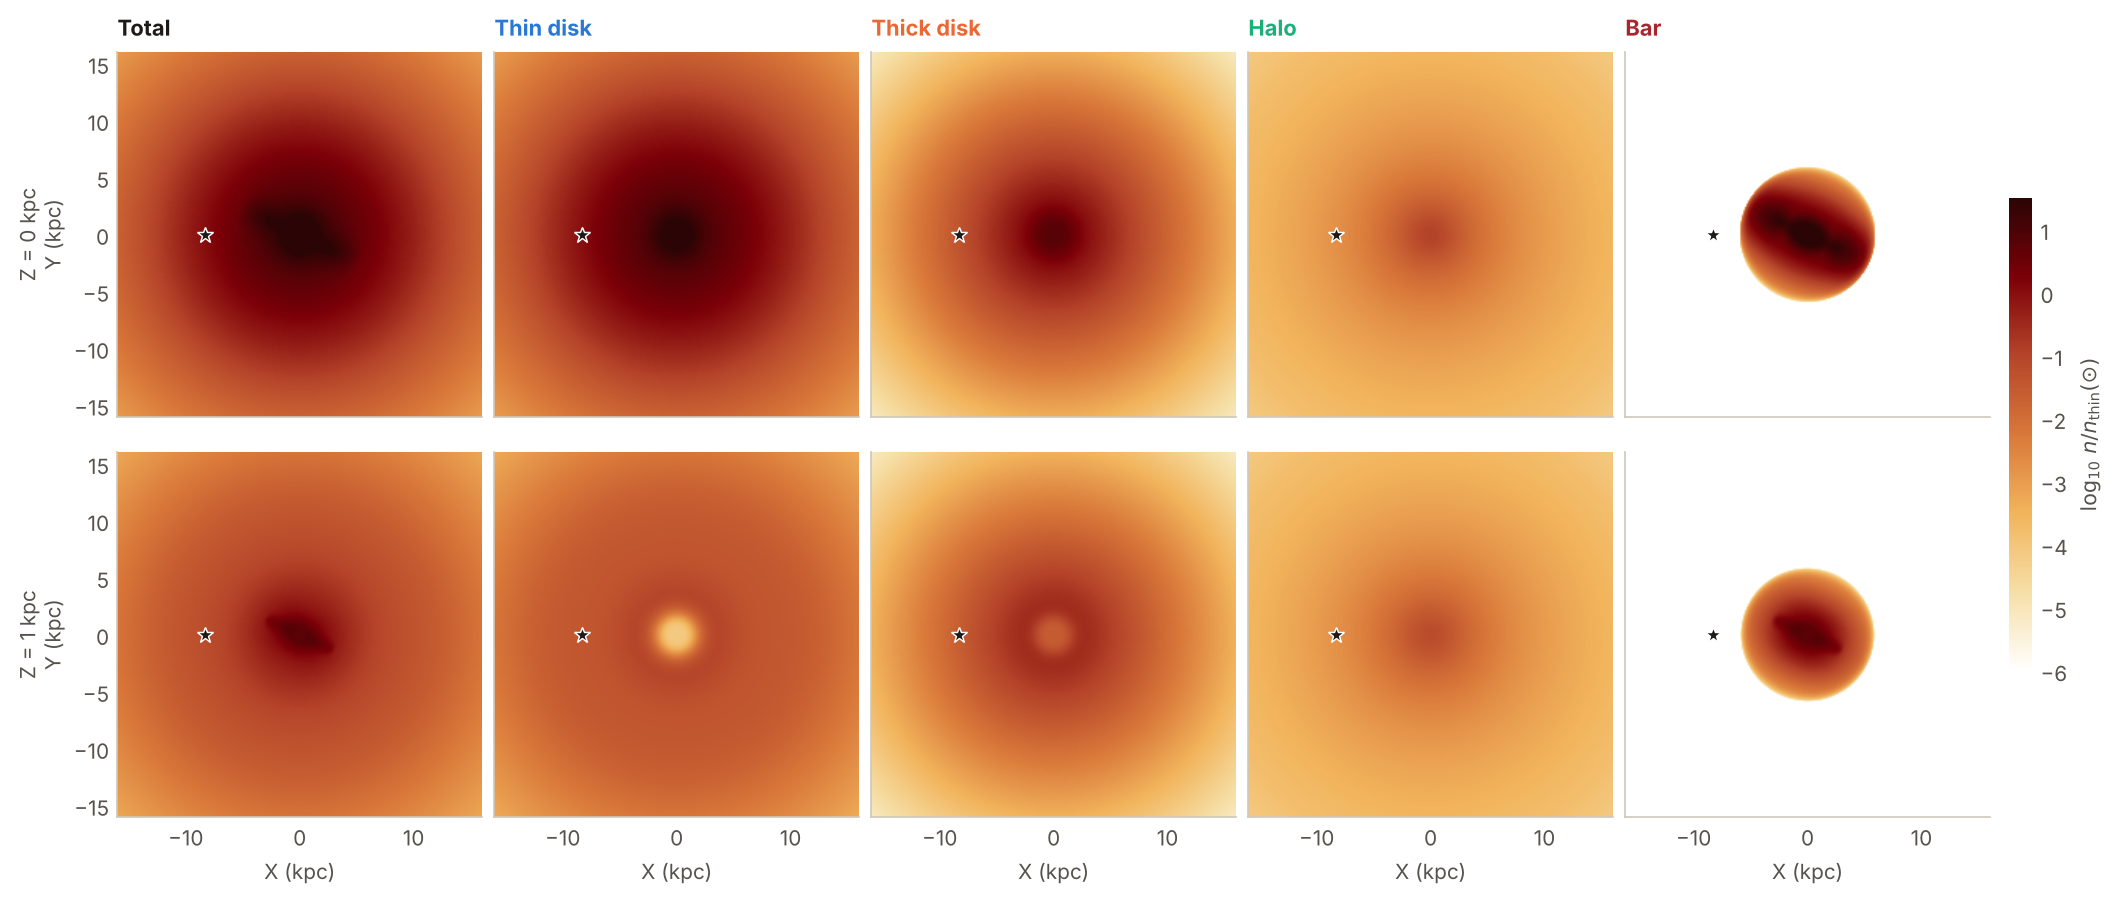 Total Thin disk Thick disk Halo Bar
15
10
5
0
−5
−10
−15
Z = 0 kpc
Y (kpc)
15
10
5
0
−5
−10
−15
Z = 1 kpc
Y (kpc)
−10 0 10 −10 0 10 −10 0 10 −10 0 10 −10 0 10
X (kpc) X (kpc) X (kpc) X (kpc) X (kpc)
1
0
−1
−2
−3
−4
−5
−6
log₁₀ n/n_thin(⊙)